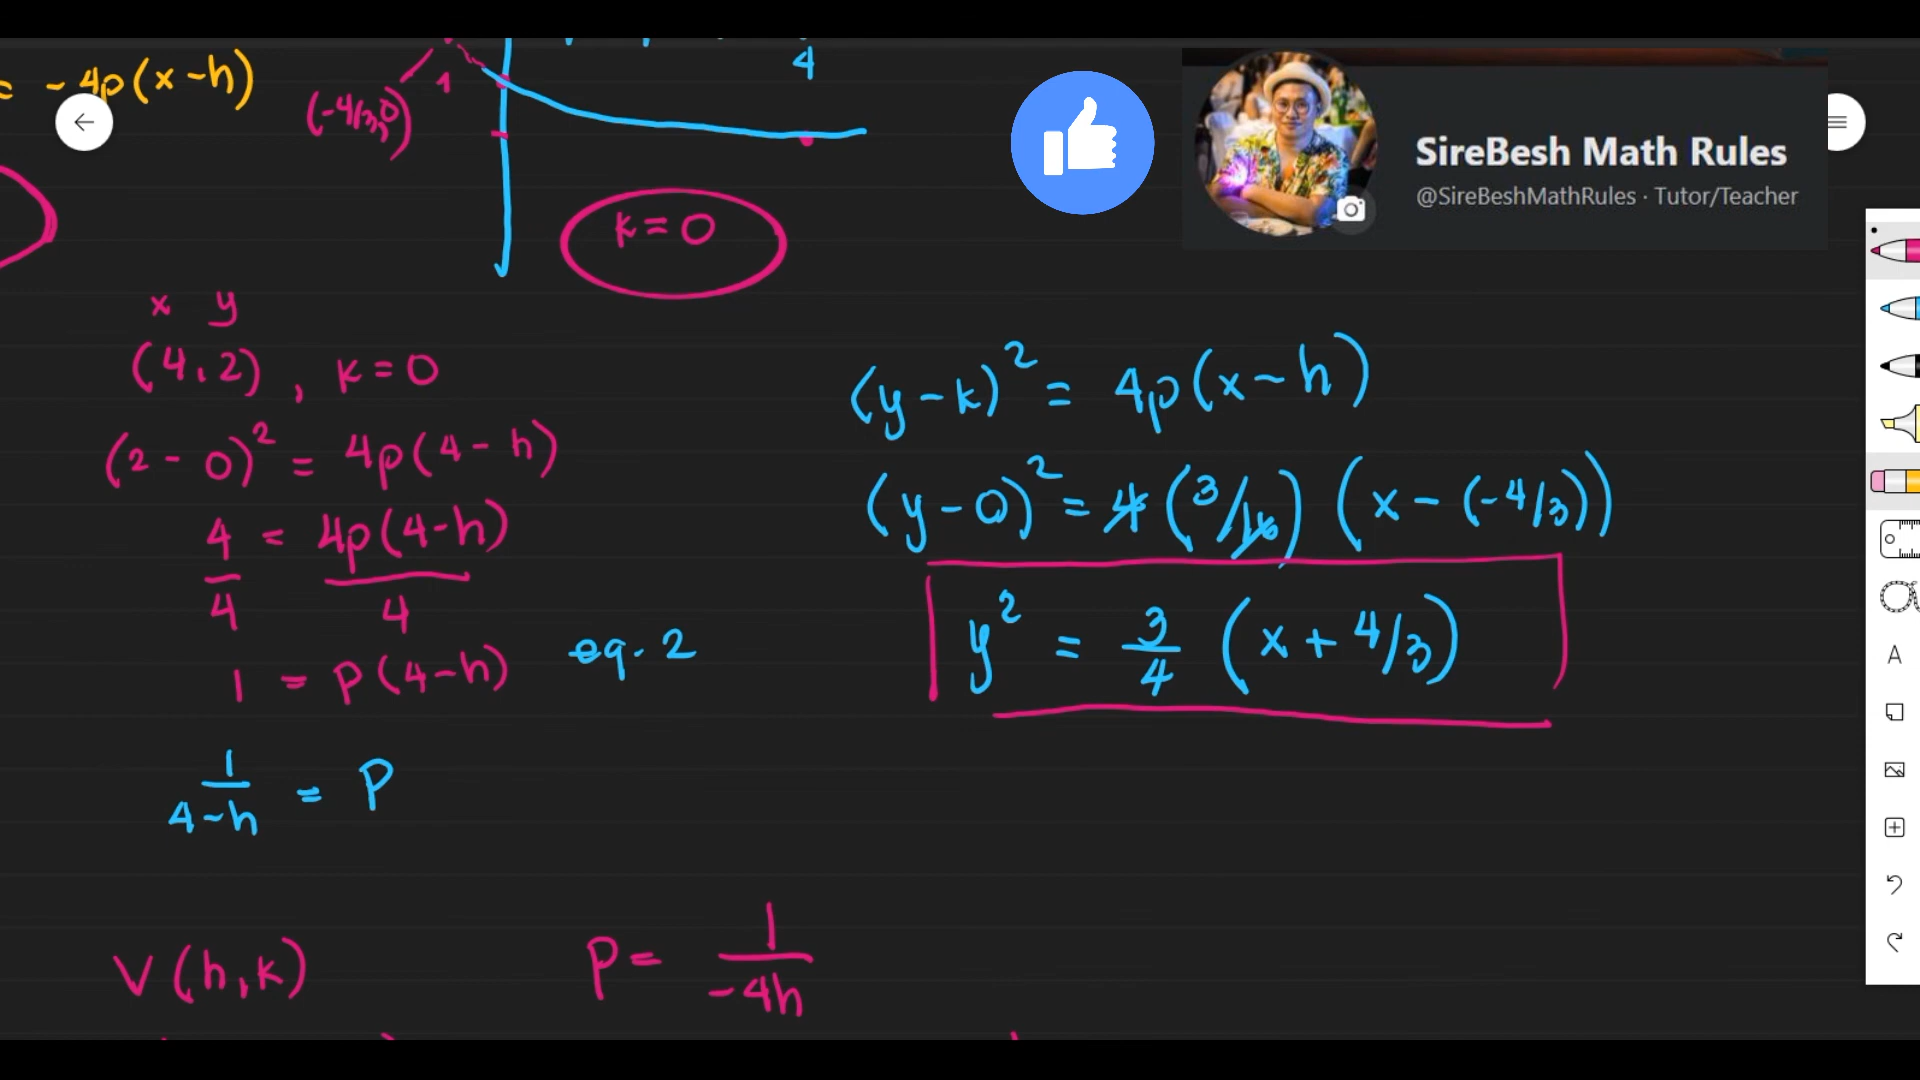 = -4p(x-h)
(-4/3,0)
1
4
SireBesh Math Rules
@SireBeshMathRules · Tutor/Teacher
k = 0
x y
(4,2), k = 0
(2-0)² = 4p(4-h)
4/4 = 4p(4-h)/4
1 = P(4-h) eq. 2
1/(4-h) = P
V(h,k)
P = 1/(-4h)
(y-k)² = 4p(x-h)
(y-0)² = 4(3/16)(x-(-4/3))
y² = 3/4 (x+4/3)
A